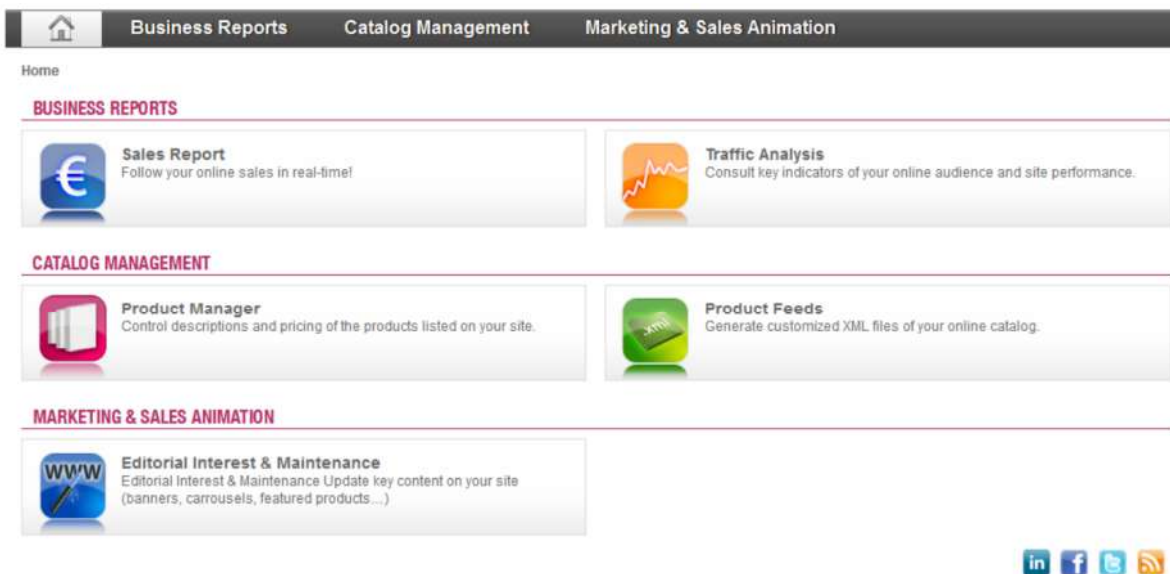 Business Reports Catalog Management Marketing & Sales Animation
Home
BUSINESS REPORTS
Sales Report
Follow your online sales in real-time!
Traffic Analysis
Consult key indicators of your online audience and site performance.
CATALOG MANAGEMENT
Product Manager
Control descriptions and pricing of the products listed on your site.
.xml
Product Feeds
Generate customized XML files of your online catalog.
MARKETING & SALES ANIMATION
WWW
Editorial Interest & Maintenance
Editorial Interest & Maintenance Update key content on your site
(banners, carrousels, featured products...)
in f t